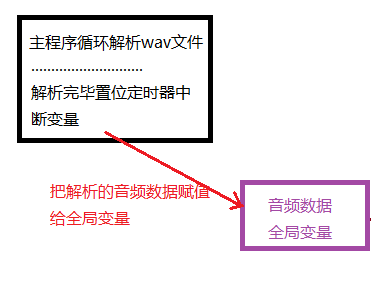 主程序循环解析wav文件
............................
解析完毕置位定时器中
断变量
把解析的音频数据赋值
给全局变量
音频数据
全局变量